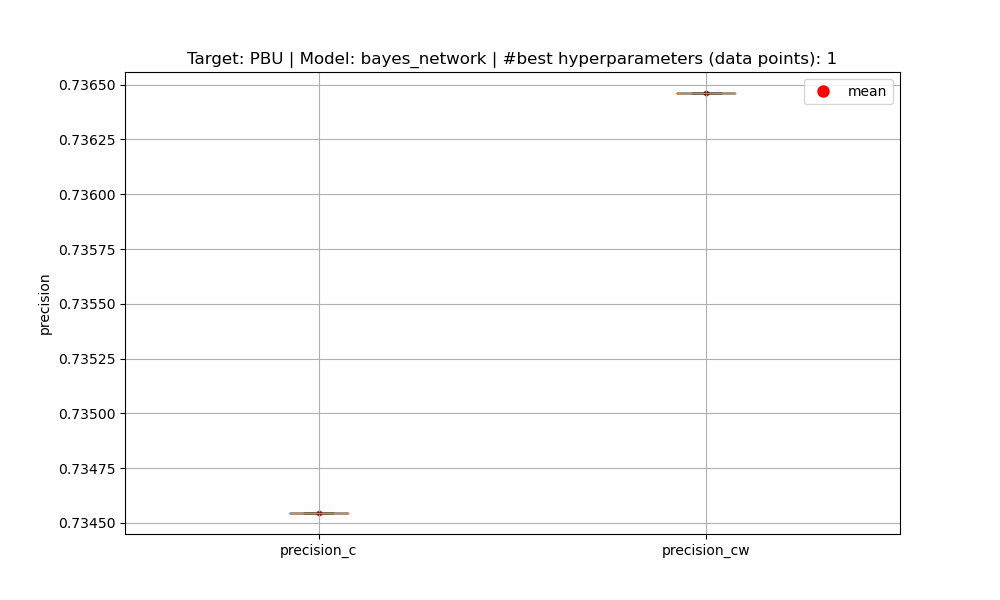 Target: PBU | Model: bayes_network | #best hyperparameters (data points): 1
mean
0.73650
0.73625
0.73600
0.73575
0.73550
0.73525
0.73500
0.73475
0.73450
precision
precision_c
precision_cw